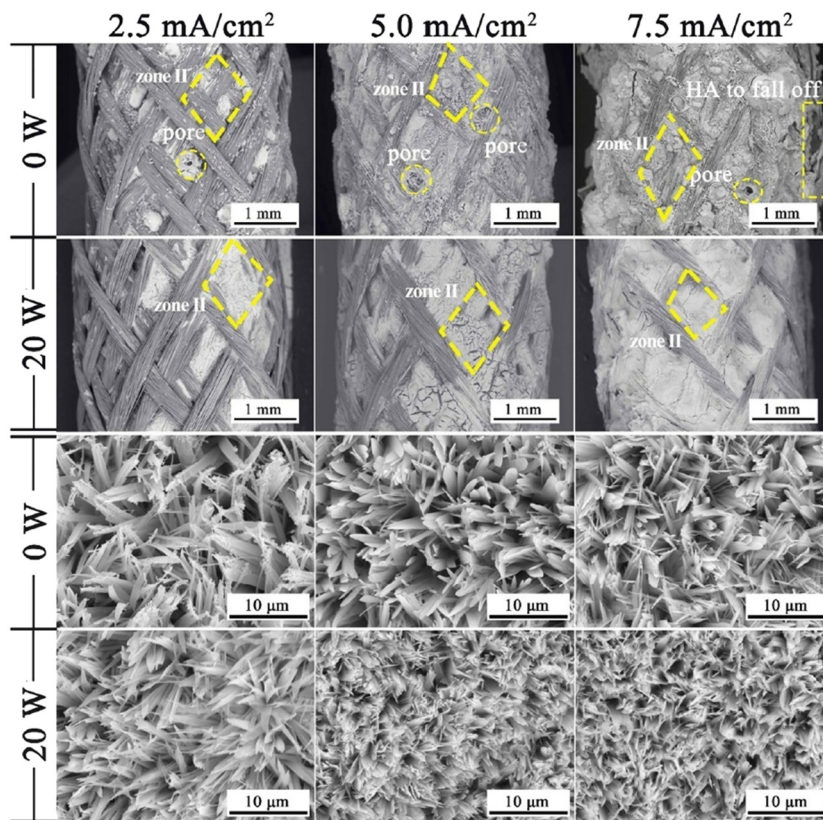 2.5 mA/cm² 5.0 mA/cm² 7.5 mA/cm²
0 W
zone II
pore
1 mm
zone II
pore
pore
1 mm
HA to fall off
zone II
pore
1 mm
20 W
zone II
1 mm
zone II
1 mm
zone II
1 mm
0 W
10 μm
10 μm
10 μm
20 W
10 μm
10 μm
10 μm